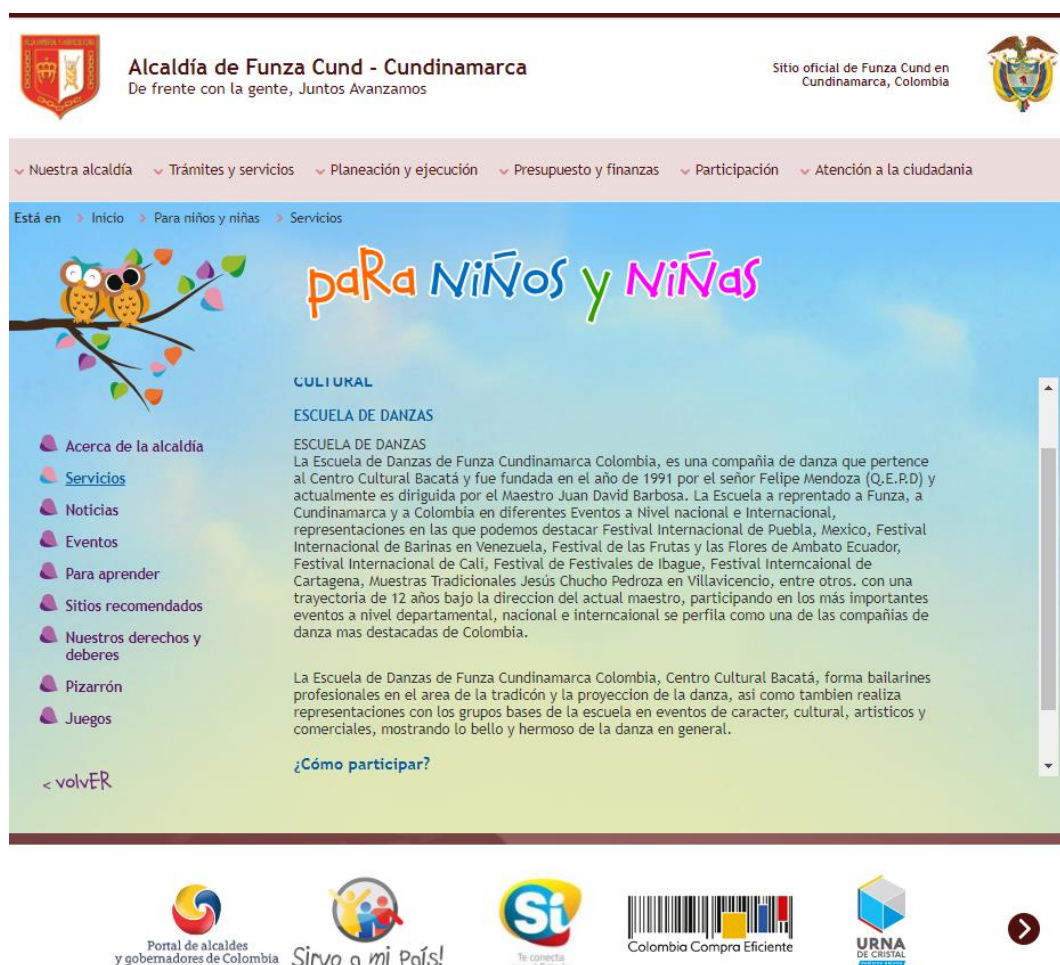 Alcaldía de Funza Cund - Cundinamarca
De frente con la gente, Juntos Avanzamos
Sitio oficial de Funza Cund en
Cundinamarca, Colombia
Nuestra alcaldía
Trámites y servicios
Planeación y ejecución
Presupuesto y finanzas
Participación
Atención a la ciudadania
Está en > Inicio > Para niños y niñas > Servicios
paRa NiÑos y NiÑas
Acerca de la alcaldía
Servicios
Noticias
Eventos
Para aprender
Sitios recomendados
Nuestros derechos y
deberes
Pizarrón
Juegos
< volvER
CULTURAL
ESCUELA DE DANZAS
ESCUELA DE DANZAS
La Escuela de Danzas de Funza Cundinamarca Colombia, es una compañia de danza que pertence
al Centro Cultural Bacatá y fue fundada en el año de 1991 por el señor Felipe Mendoza (Q.E.P.D) y
actualmente es diriguida por el Maestro Juan David Barbosa. La Escuela a reprentado a Funza, a
Cundinamarca y a Colombia en diferentes Eventos a Nivel nacional e Internacional,
representaciones en las que podemos destacar Festival Internacional de Puebla, Mexico, Festival
Internacional de Barinas en Venezuela, Festival de las Frutas y las Flores de Ambato Ecuador,
Festival Internacional de Cali, Festival de Festivales de Ibague, Festival Interncaional de
Cartagena, Muestras Tradicionales Jesús Chucho Pedroza en Villavicencio, entre otros. con una
trayectoria de 12 años bajo la direccion del actual maestro, participando en los más importantes
eventos a nivel departamental, nacional e interncaional se perfila como una de las compañias de
danza mas destacadas de Colombia.
La Escuela de Danzas de Funza Cundinamarca Colombia, Centro Cultural Bacatá, forma bailarines
profesionales en el area de la tradicón y la proyeccion de la danza, asi como tambien realiza
representaciones con los grupos bases de la escuela en eventos de caracter, cultural, artisticos y
comerciales, mostrando lo bello y hermoso de la danza en general.
¿Cómo participar?
Portal de alcaldes
y gobernadores de Colombia
Sirvo a mi País!
Si
Te conecta
Colombia Compra Eficiente
URNA
DE CRISTAL